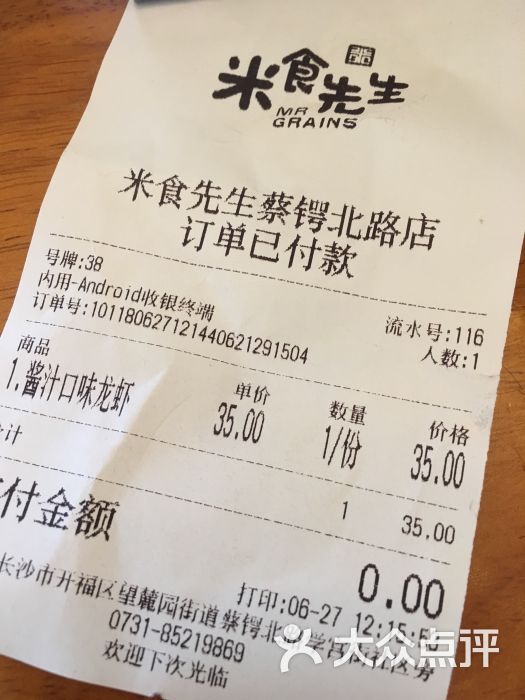 米食先生
MR
GRAINS
米食先生蔡锷北路店
订单已付款
号牌:38
内用-Android收银终端 流水号:116
订单号:101180627121440621291504 人数:1
商品 单价 数量 价格
1.酱汁口味龙虾 35.00 1/份 35.00
计 1 35.00
付金额 0.00
打印:06-27 12:15:5
长沙市开福区望麓园街道蔡锷北
0731-85219869
欢迎下次光临
大众点评